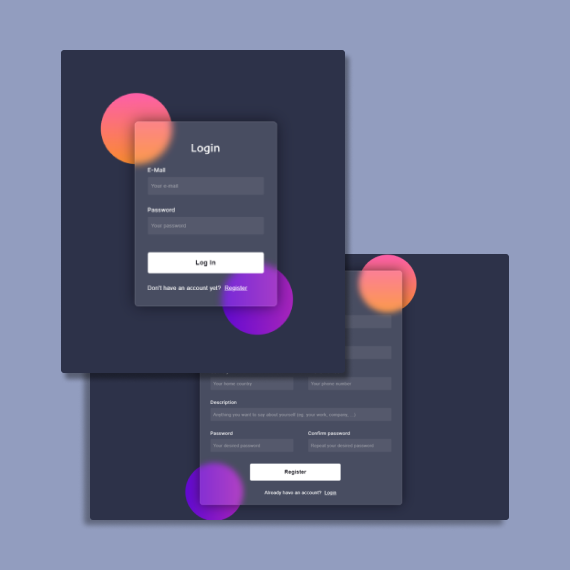 Login
E-Mail
Your e-mail
Password
Your password
Log In
Don't have an account yet? Register
Your home number
Your phone number
Description
Anything you want to say about yourself (eg. your work, company, ...)
Password
Confirm password
Your desired password
Repeat your desired password
Register
Already have an account? Login